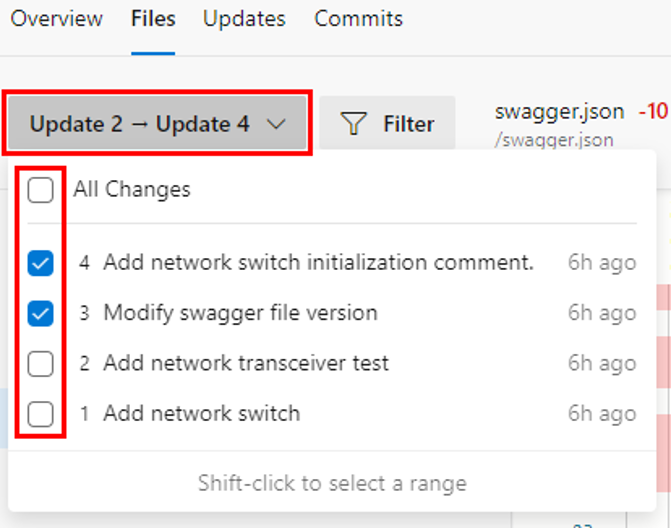 Overview Files Updates Commits
Update 2 → Update 4 Filter swagger.json -10
/swagger.json
All Changes
4 Add network switch initialization comment. 6h ago
3 Modify swagger file version 6h ago
2 Add network transceiver test 6h ago
1 Add network switch 6h ago
Shift-click to select a range